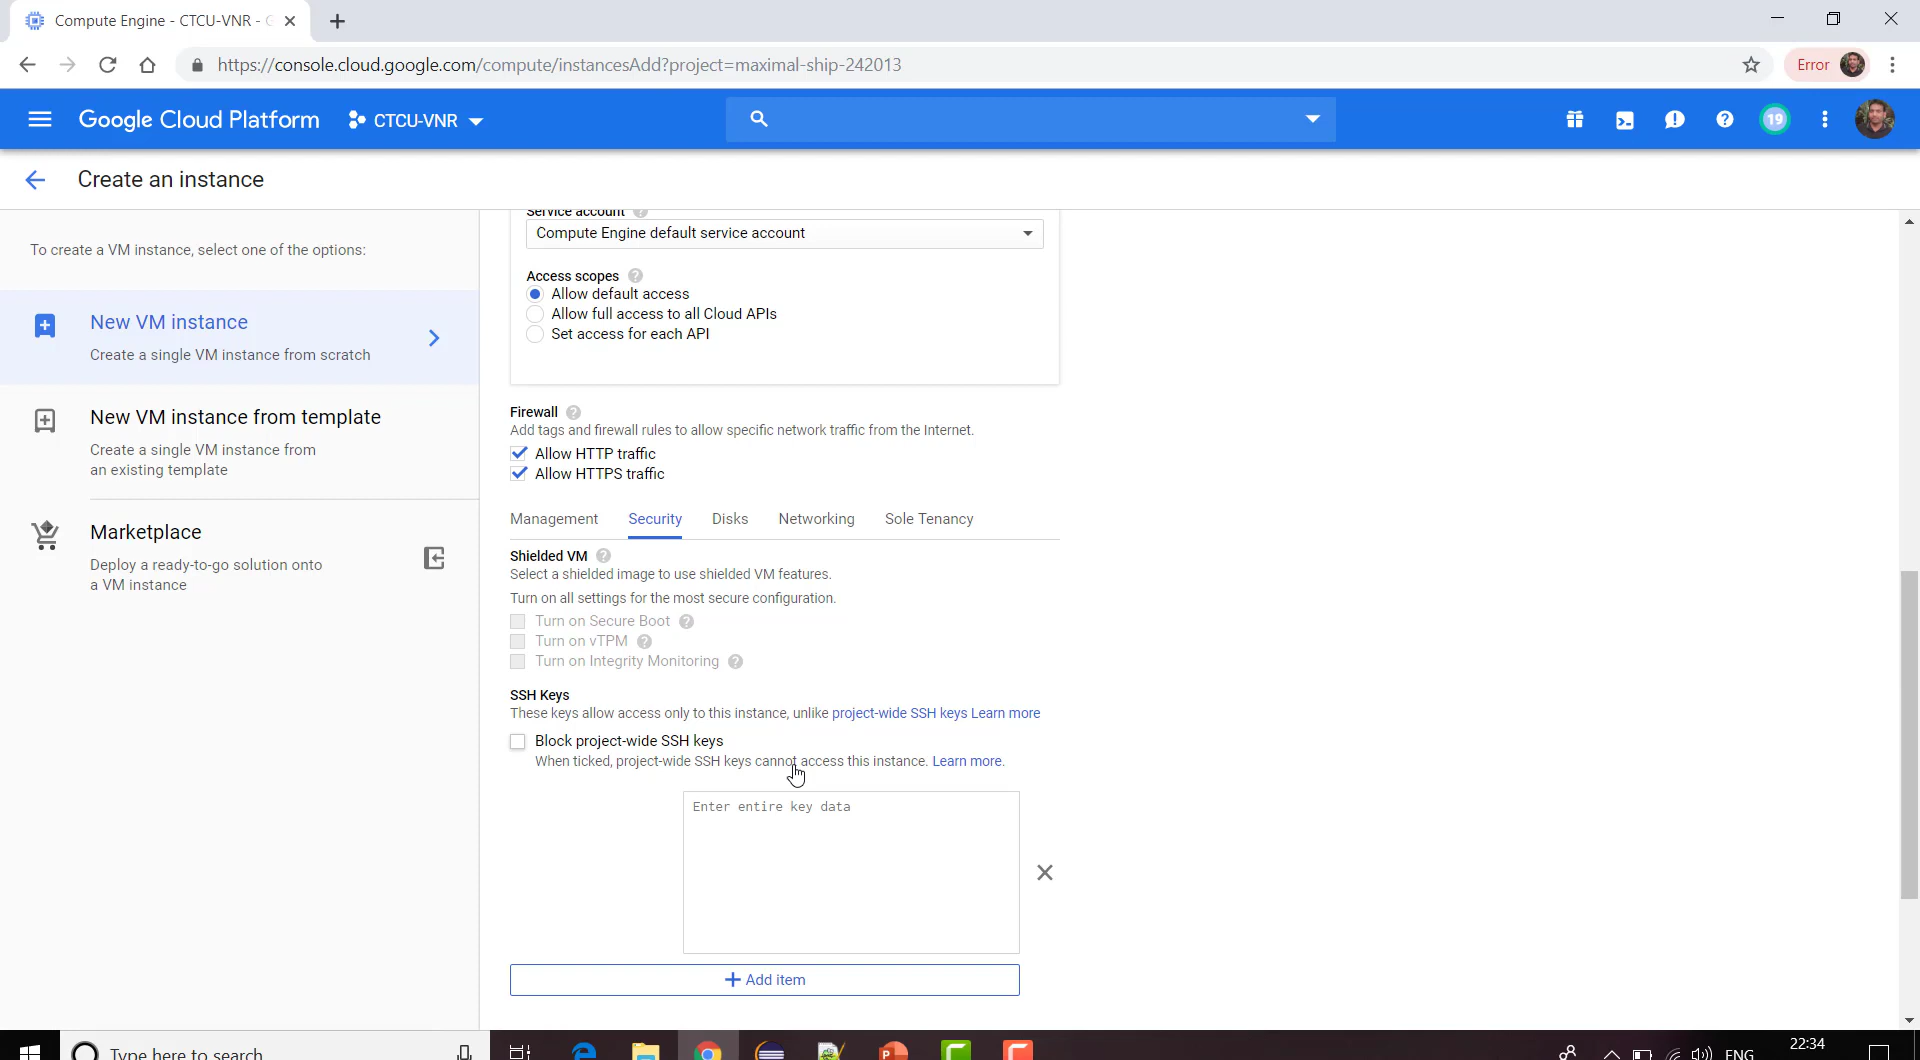 Compute Engine - CTCU-VNR - G
https://console.cloud.google.com/compute/instancesAdd?project=maximal-ship-242013
Error
Google Cloud Platform
CTCU-VNR
19
Create an instance
To create a VM instance, select one of the options:
New VM instance
Create a single VM instance from scratch
New VM instance from template
Create a single VM instance from
an existing template
Marketplace
Deploy a ready-to-go solution onto
a VM instance
Service account
Compute Engine default service account
Access scopes
Allow default access
Allow full access to all Cloud APIs
Set access for each API
Firewall
Add tags and firewall rules to allow specific network traffic from the Internet.
Allow HTTP traffic
Allow HTTPS traffic
Management Security Disks Networking Sole Tenancy
Shielded VM
Select a shielded image to use shielded VM features.
Turn on all settings for the most secure configuration.
Turn on Secure Boot
Turn on vTPM
Turn on Integrity Monitoring
SSH Keys
These keys allow access only to this instance, unlike project-wide SSH keys Learn more
Block project-wide SSH keys
When ticked, project-wide SSH keys cannot access this instance. Learn more.
Enter entire key data
Add item
Type here to search
ENG
22:34